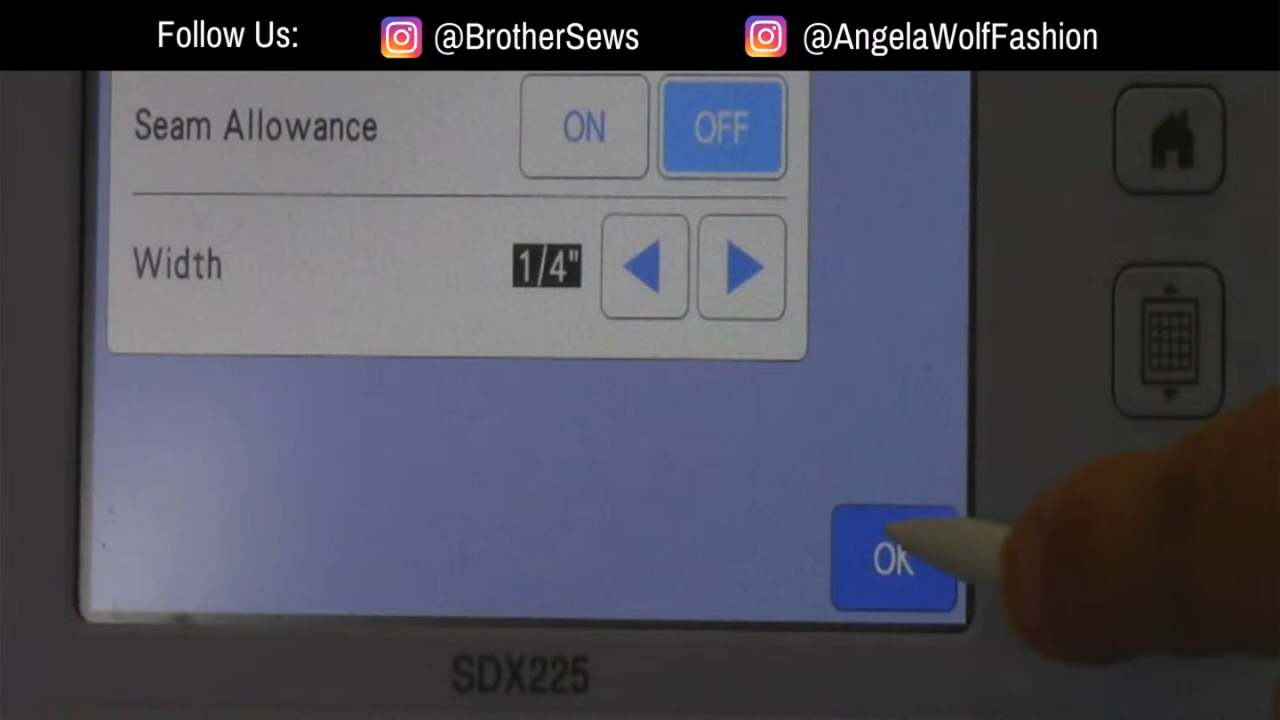 Follow Us: @BrotherSews @AngelaWolfFashion
Seam Allowance ON OFF
Width 1/4"
OK
SDX225